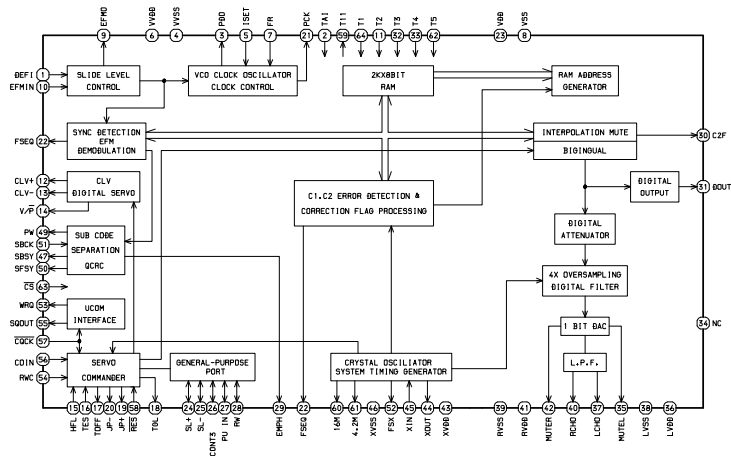 EFMO
VVDD
VVSS
PDO
ISET
FR
PCK
TAI
T11
T1
T2
T3
T4
T5
VDD
VSS
9 6 4 3 5 7 21 2 59 64 11 32 33 62 23 8
DEFI 1
EFMIN 10
SLIDE LEVEL
CONTROL
VCO CLOCK OSCILLATOR
CLOCK CONTROL
2KX8BIT
RAM
RAM ADDRESS
GENERATOR
FSEQ 22
SYNC DETECTION
EFM
DEMODULATION
INTERPOLATION MUTE
BIGINGUAL
30 C2F
CLV+ 12
CLV- 13
V/P 14
CLV
DIGITAL SERVO
C1.C2 ERROR DETECTION &
CORRECTION FLAG PROCESSING
DIGITAL
OUTPUT
31 DOUT
PW 49
SBCK 51
SBSY 47
SFSY 50
SUB CODE
SEPARATION
QCRC
DIGITAL
ATTENUATOR
CS 63
4X OVERSAMPLING
DIGITAL FILTER
WRQ 53
SQOUT 55
CQCK 57
UCOM
INTERFACE
1 BIT DAC
34 NC
COIN 56
RWC 54
SERVO
COMMANDER
GENERAL-PURPOSE
PORT
CRYSTAL OSCILIATOR
SYSTEM TIMING GENERATOR
L.P.F.
15 16 17 20 19 58 18 24 25 26 27 28 29 22 60 61 46 52 45 44 43 39 41 42 40 37 35 38 36
HFL
TES
TOFF
JP-
JP+
RES
TOL
SL+
SL-
CONT3
PU IN
RW
EMPH
FSEQ
16M
4.2M
XVSS
FSX
XIN
XOUT
XVDD
RVSS
RVDD
MUTER
RCHO
LCHO
MUTEL
LVSS
LVDD